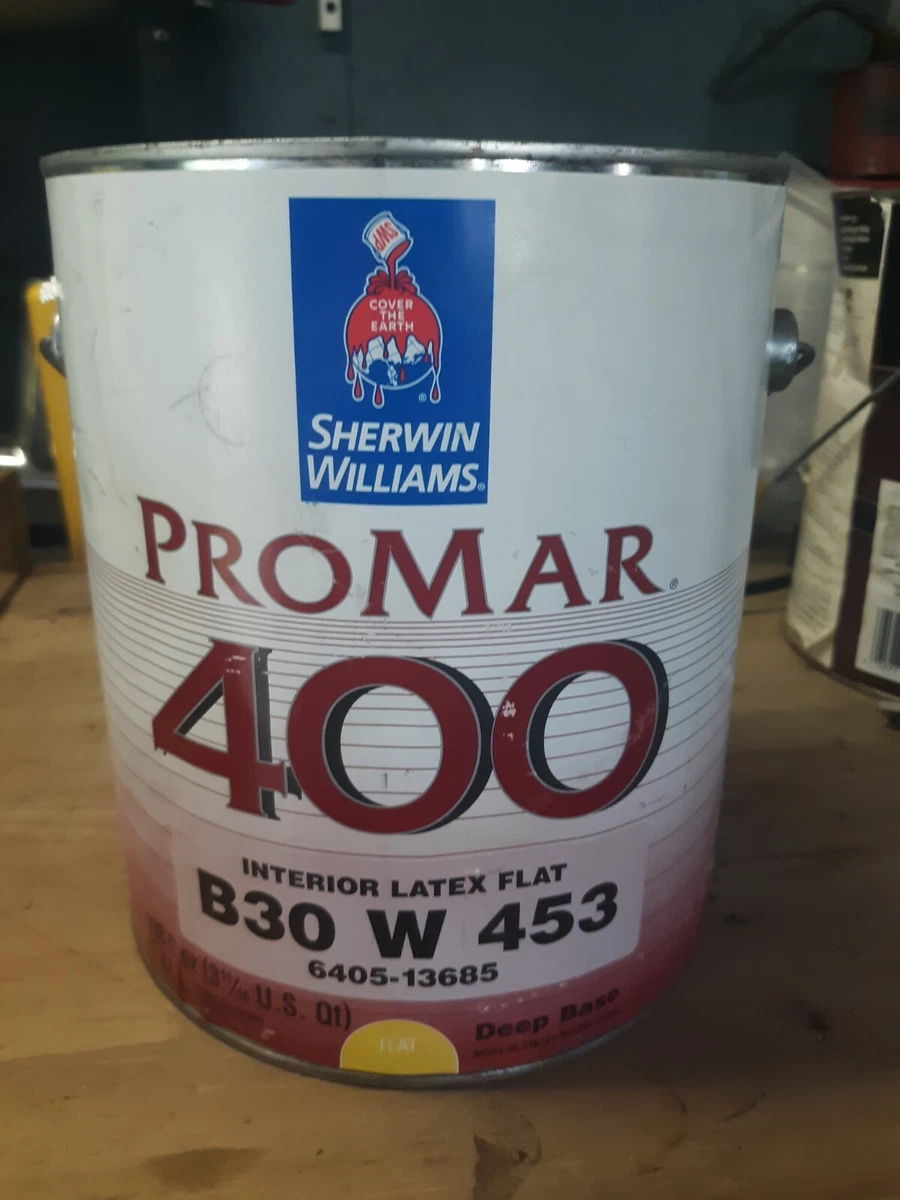 SWP
COVER
THE
EARTH
®
SHERWIN
WILLIAMS®
PROMAR®
400
INTERIOR LATEX FLAT
B30 W 453
6405-13685
U.S. Qt)
Deep Base
FLAT